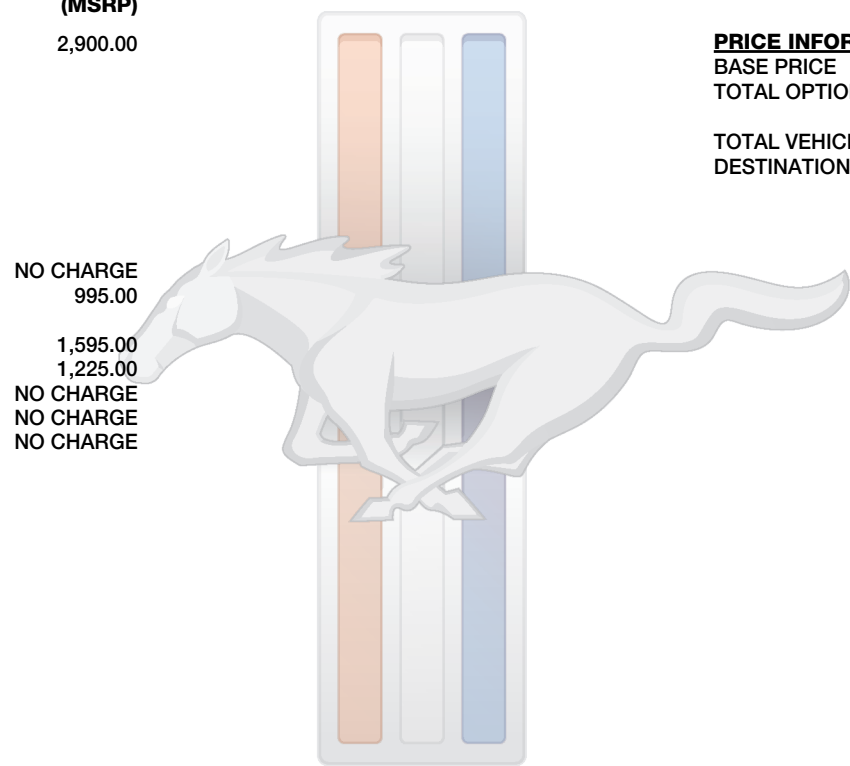 (MSRP)
2,900.00
NO CHARGE
995.00
1,595.00
1,225.00
NO CHARGE
NO CHARGE
NO CHARGE
PRICE INFOR
BASE PRICE
TOTAL OPTIO
TOTAL VEHICL
DESTINATION